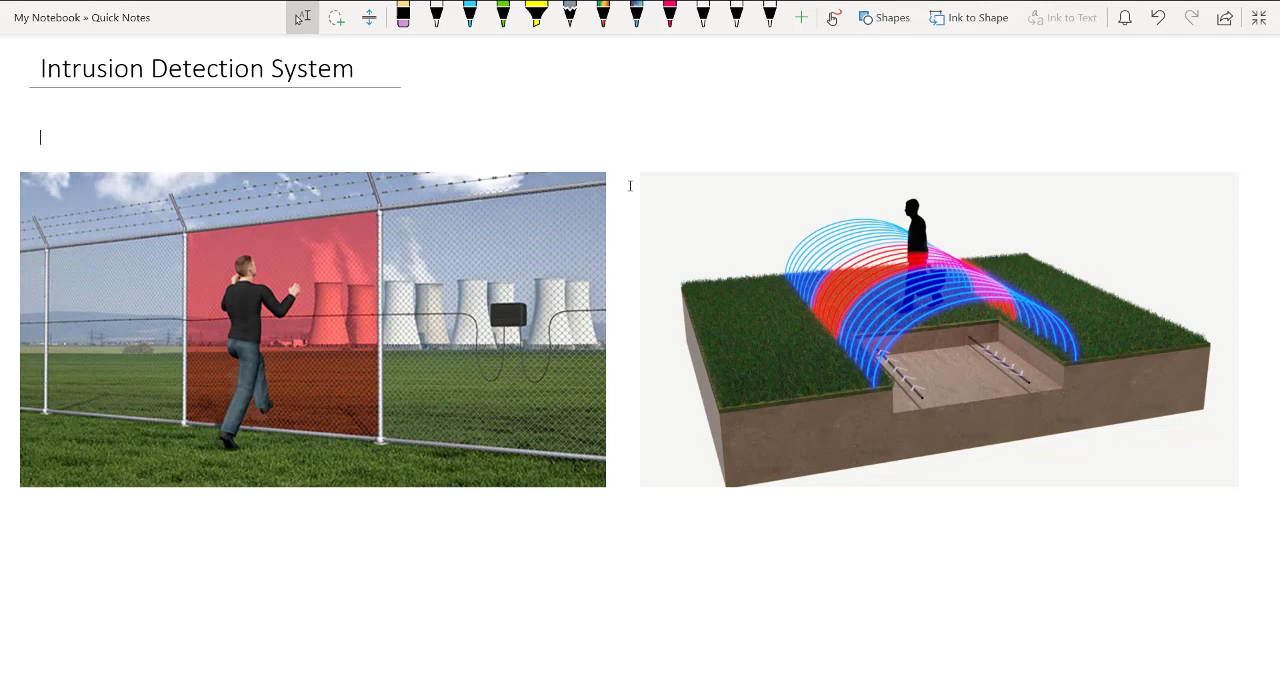 My Notebook » Quick Notes
Shapes
Ink to Shape
Ink to Text
Intrusion Detection System